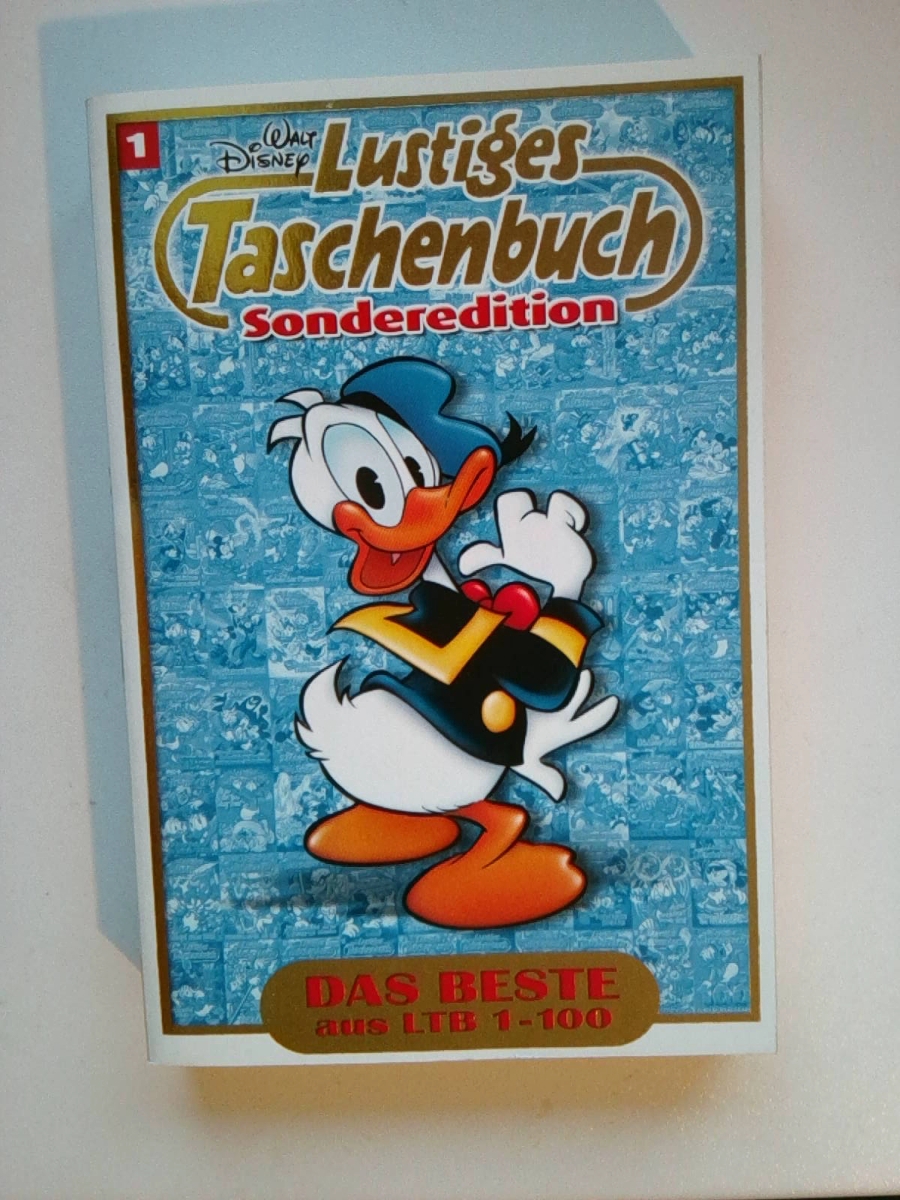 1
WALT
DISNEY
Lustiges
Taschenbuch
Sonderedition
DAS BESTE
aus LTB 1-100